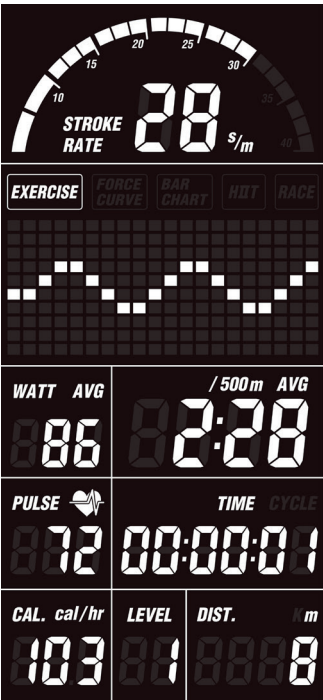 10 15 20 25 30 35 40
STROKE RATE 28 s/m
EXERCISE FORCE CURVE BAR CHART HIIT RACE
WATT AVG
86
/500m AVG
2:28
PULSE
72
TIME CYCLE
00:00:01
CAL. cal/hr
103
LEVEL
1
DIST. Km
8